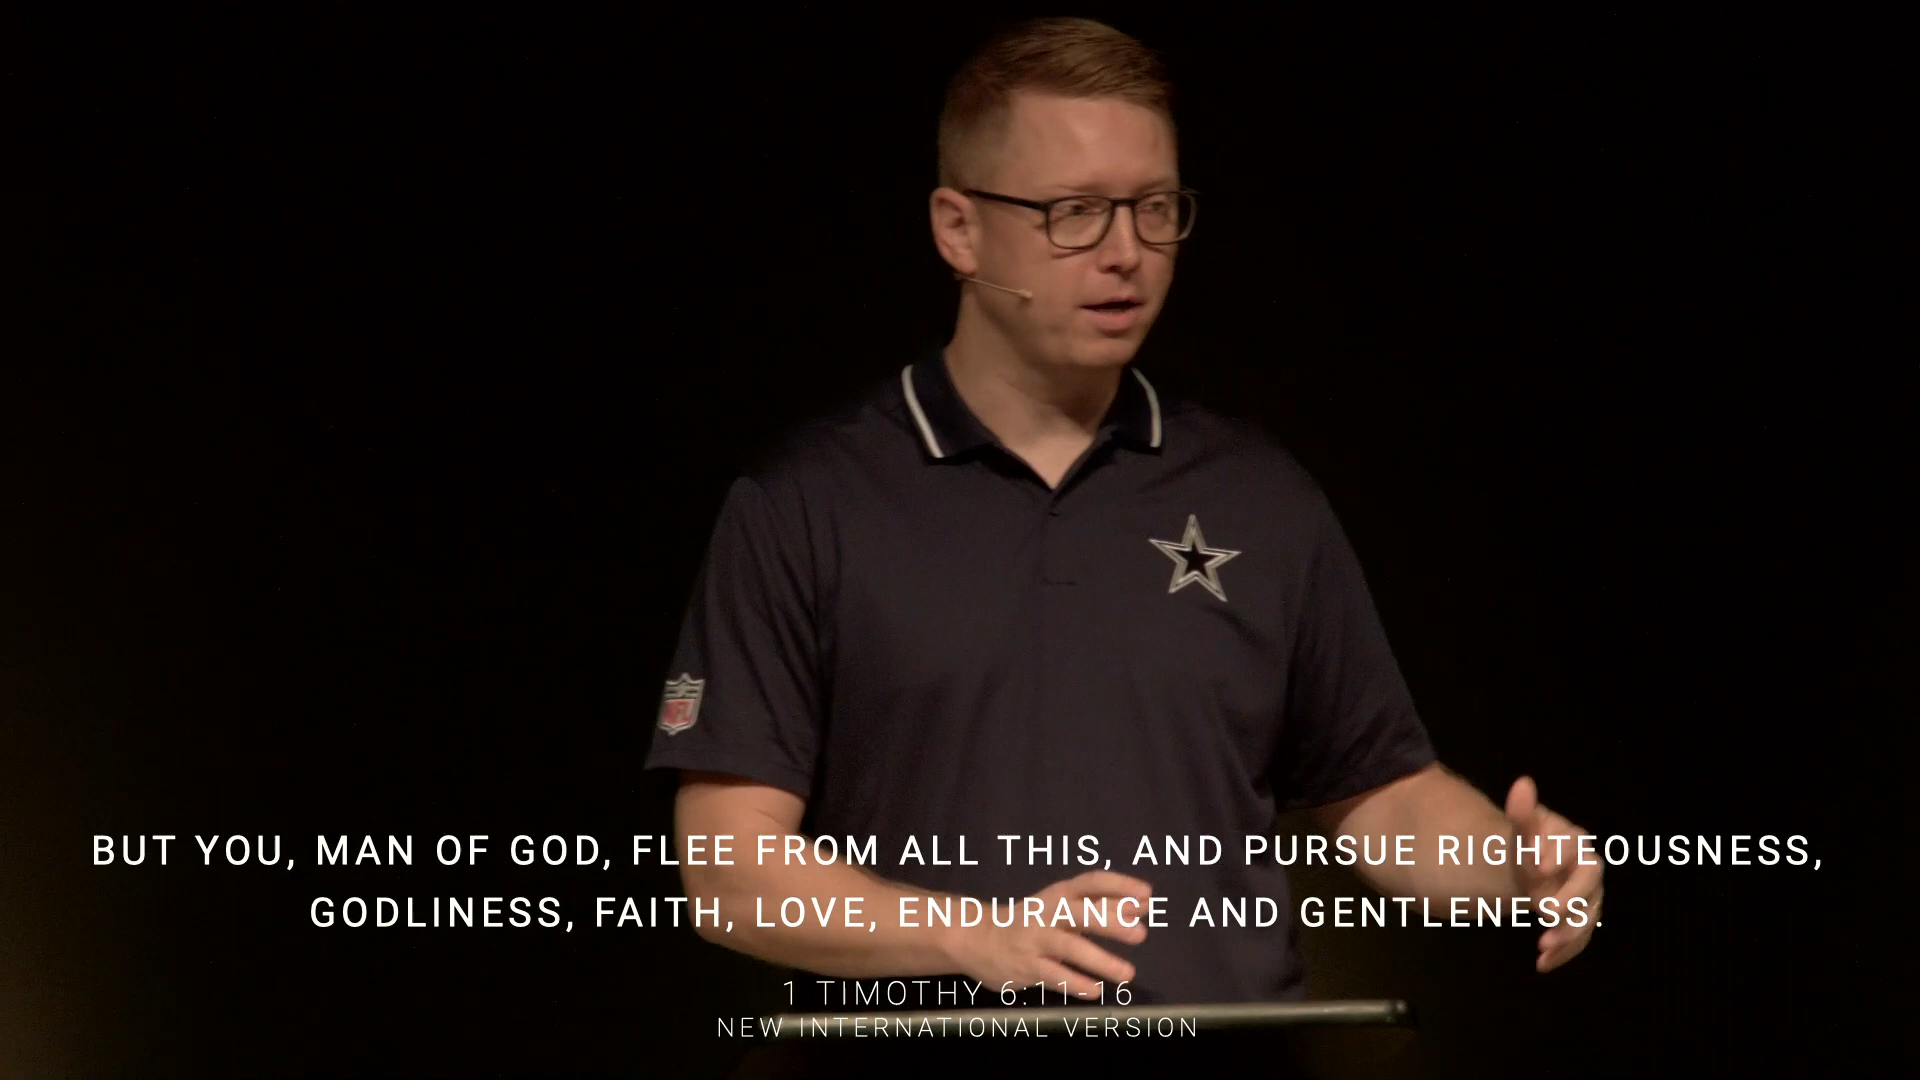 NFL
BUT YOU, MAN OF GOD, FLEE FROM ALL THIS, AND PURSUE RIGHTEOUSNESS,
GODLINESS, FAITH, LOVE, ENDURANCE AND GENTLENESS.
1 TIMOTHY 6:11-16
NEW INTERNATIONAL VERSION